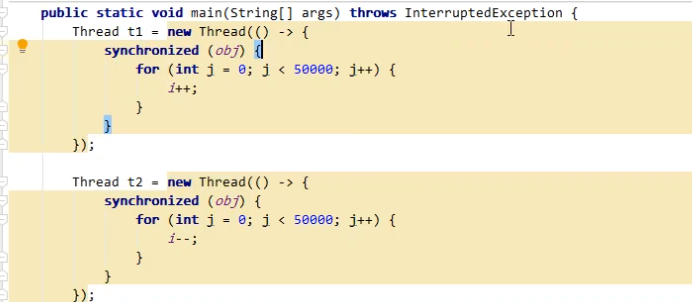 public static void main(String[] args) throws InterruptedException {
Thread t1 = new Thread(() -> {
synchronized (obj) {
for (int j = 0; j < 50000; j++) {
i++;
}
}
});
Thread t2 = new Thread(() -> {
synchronized (obj) {
for (int j = 0; j < 50000; j++) {
i--;
}
}
});